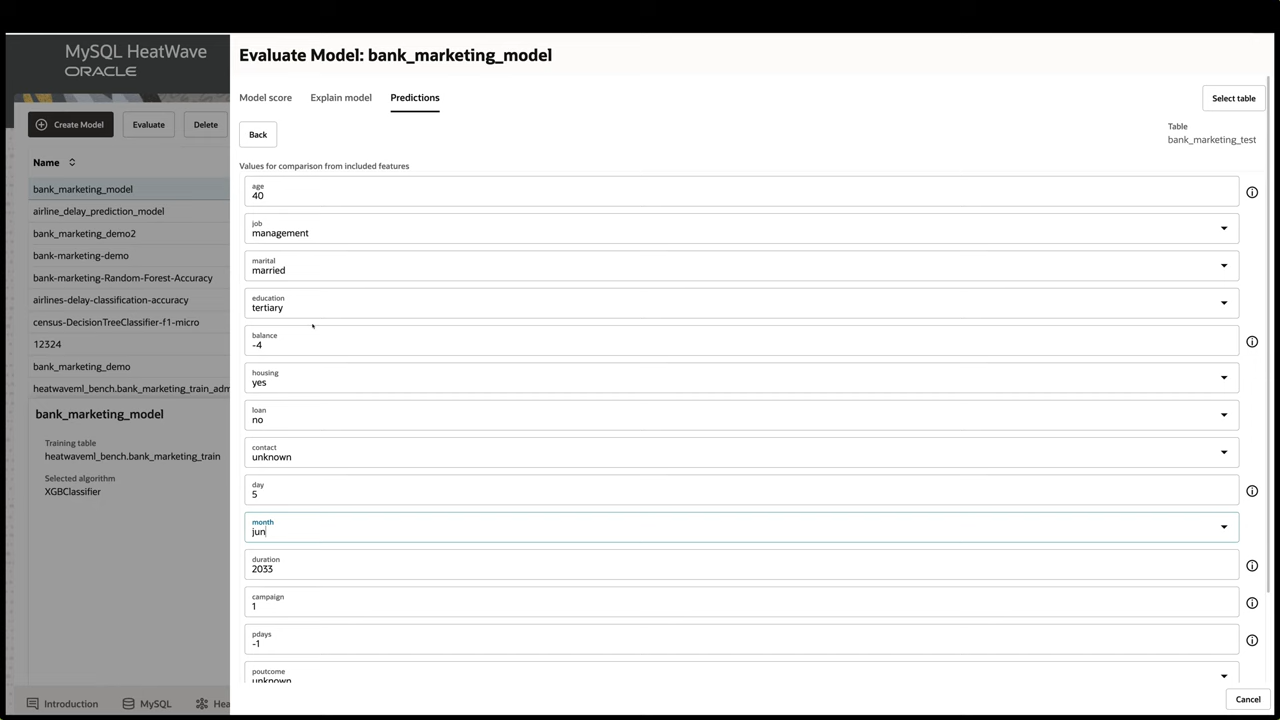 MySQL HeatWave
ORACLE
Create Model
Evaluate
Delete
Name
bank_marketing_model
airline_delay_prediction_model
bank_marketing_demo2
bank-marketing-demo
bank-marketing-Random-Forest-Accuracy
airlines-delay-classification-accuracy
census-DecisionTreeClassifier-f1-micro
12324
bank_marketing_demo
heatwaveml_bench.bank_marketing_train_adm
bank_marketing_model
Training table
heatwaveml_bench.bank_marketing_train
Selected algorithm
XGBClassifier
Introduction
MySQL
Hea
Evaluate Model: bank_marketing_model
Model score
Explain model
Predictions
Select table
Back
Table
bank_marketing_test
Values for comparison from included features
age
40
job
management
marital
married
education
tertiary
balance
-4
housing
yes
loan
no
contact
unknown
day
5
month
jun
duration
2033
campaign
1
pdays
-1
poutcome
unknown
Cancel